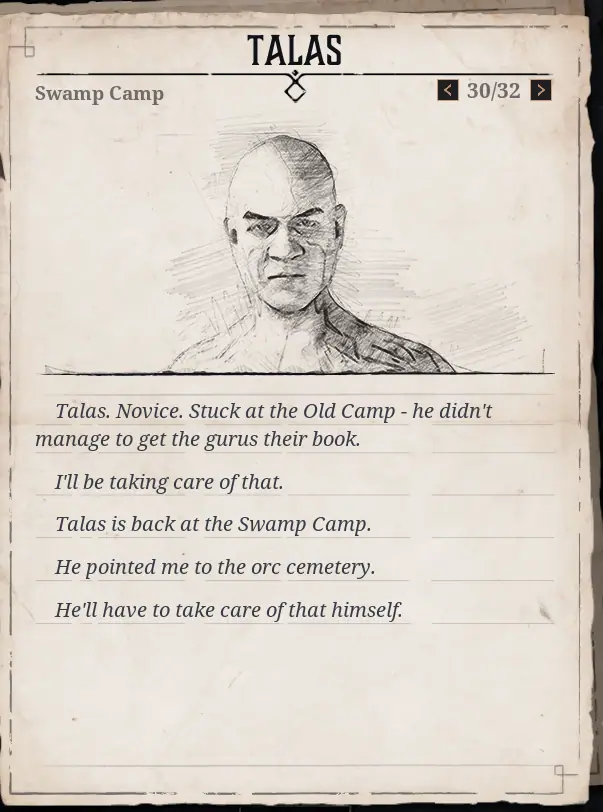 TALAS
Swamp Camp
< 30/32 >
Talas. Novice. Stuck at the Old Camp - he didn't
manage to get the gurus their book.
I'll be taking care of that.
Talas is back at the Swamp Camp.
He pointed me to the orc cemetery.
He'll have to take care of that himself.